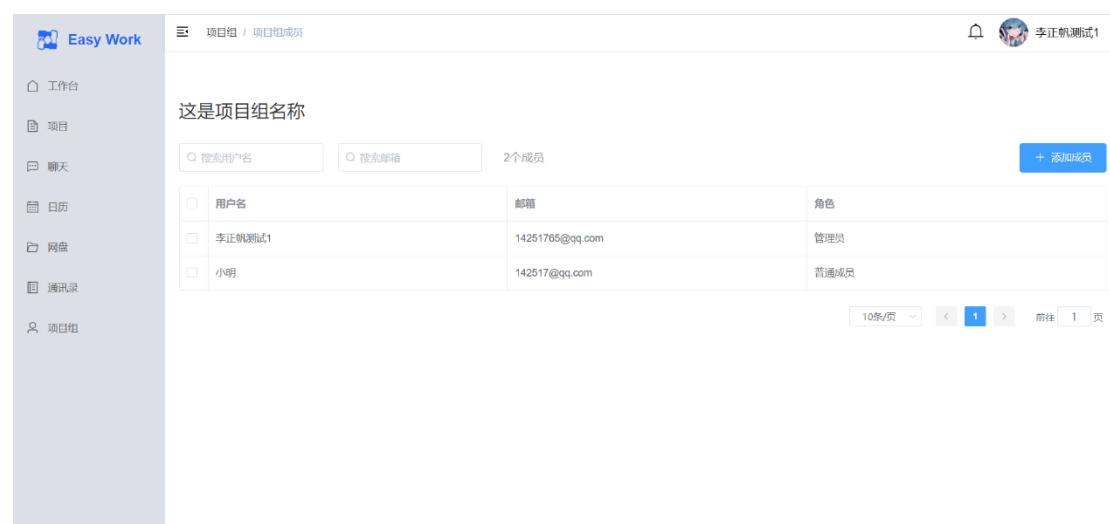 Easy Work
项目组 / 项目组成员
李正帆测试1
工作台
项目
聊天
日历
网盘
通讯录
项目组
这是项目组名称
搜索用户名 搜索邮箱 2个成员 + 添加成员
用户名 邮箱 角色
李正帆测试1 14251765@qq.com 管理员
小明 142517@qq.com 普通成员
10条/页 < 1 > 前往 1 页